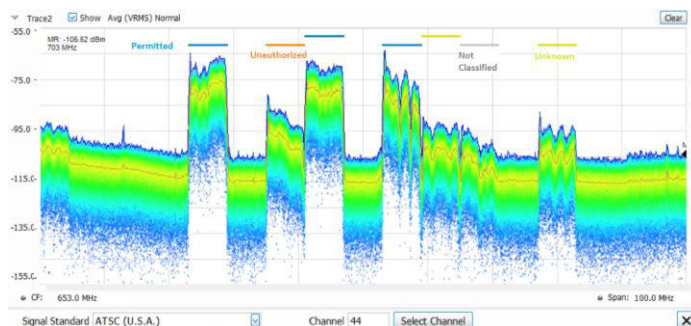 Trace2 Show Avg (VRMS) Normal Clear
-55.0
MR: -105.62 dBm
703 MHz
Permitted
Unauthorized
Not
Classified
Unknown
-75.0
-95.0
-115.0
-135.0
-155.0
CF: 653.0 MHz Span: 100.0 MHz
Signal Standard ATSC (U.S.A.) Channel 44 Select Channel X